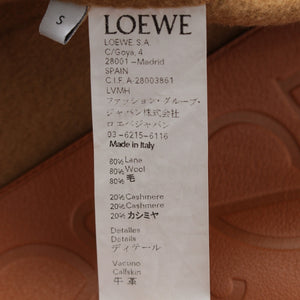 S
LOEWE
LOEWE, S.A.
C/Goya, 4
28001 -Madrid
SPAIN
C.I.F. A-28003861
LVMH
ファッション・グループ・
ジャパン株式会社
ロエベジャパン
03-6215-6116
Made in Italy
80% Lana
80% Wool
80% 毛
20% Cashmere
20% Cashmere
20% カシミヤ
Detalles
Details
ディテール
Vacuno
Calfskin
牛革